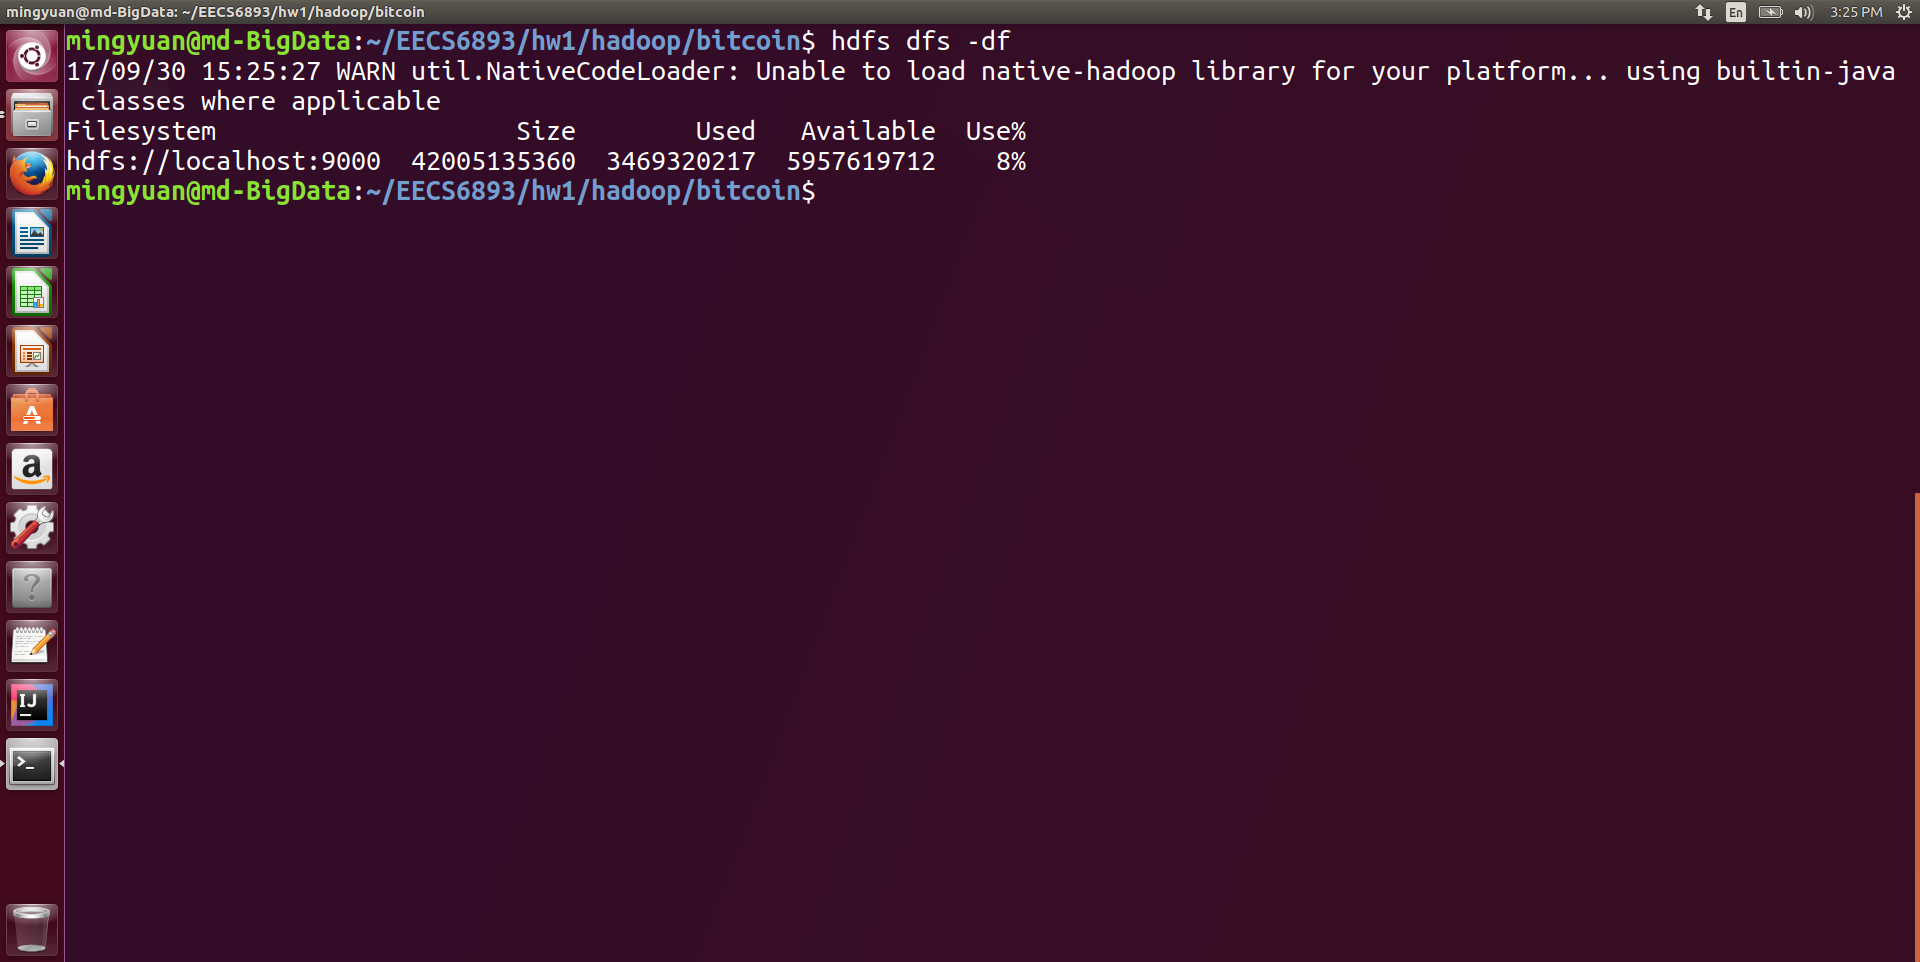 mingyuan@md-BigData: ~/EECS6893/hw1/hadoop/bitcoin
En
3:25 PM
mingyuan@md-BigData:~/EECS6893/hw1/hadoop/bitcoin$ hdfs dfs -df
17/09/30 15:25:27 WARN util.NativeCodeLoader: Unable to load native-hadoop library for your platform... using builtin-java
 classes where applicable
Filesystem                    Size        Used   Available  Use%
hdfs://localhost:9000  42005135360  3469320217  5957619712    8%
mingyuan@md-BigData:~/EECS6893/hw1/hadoop/bitcoin$
A
a
?
IJ
>_